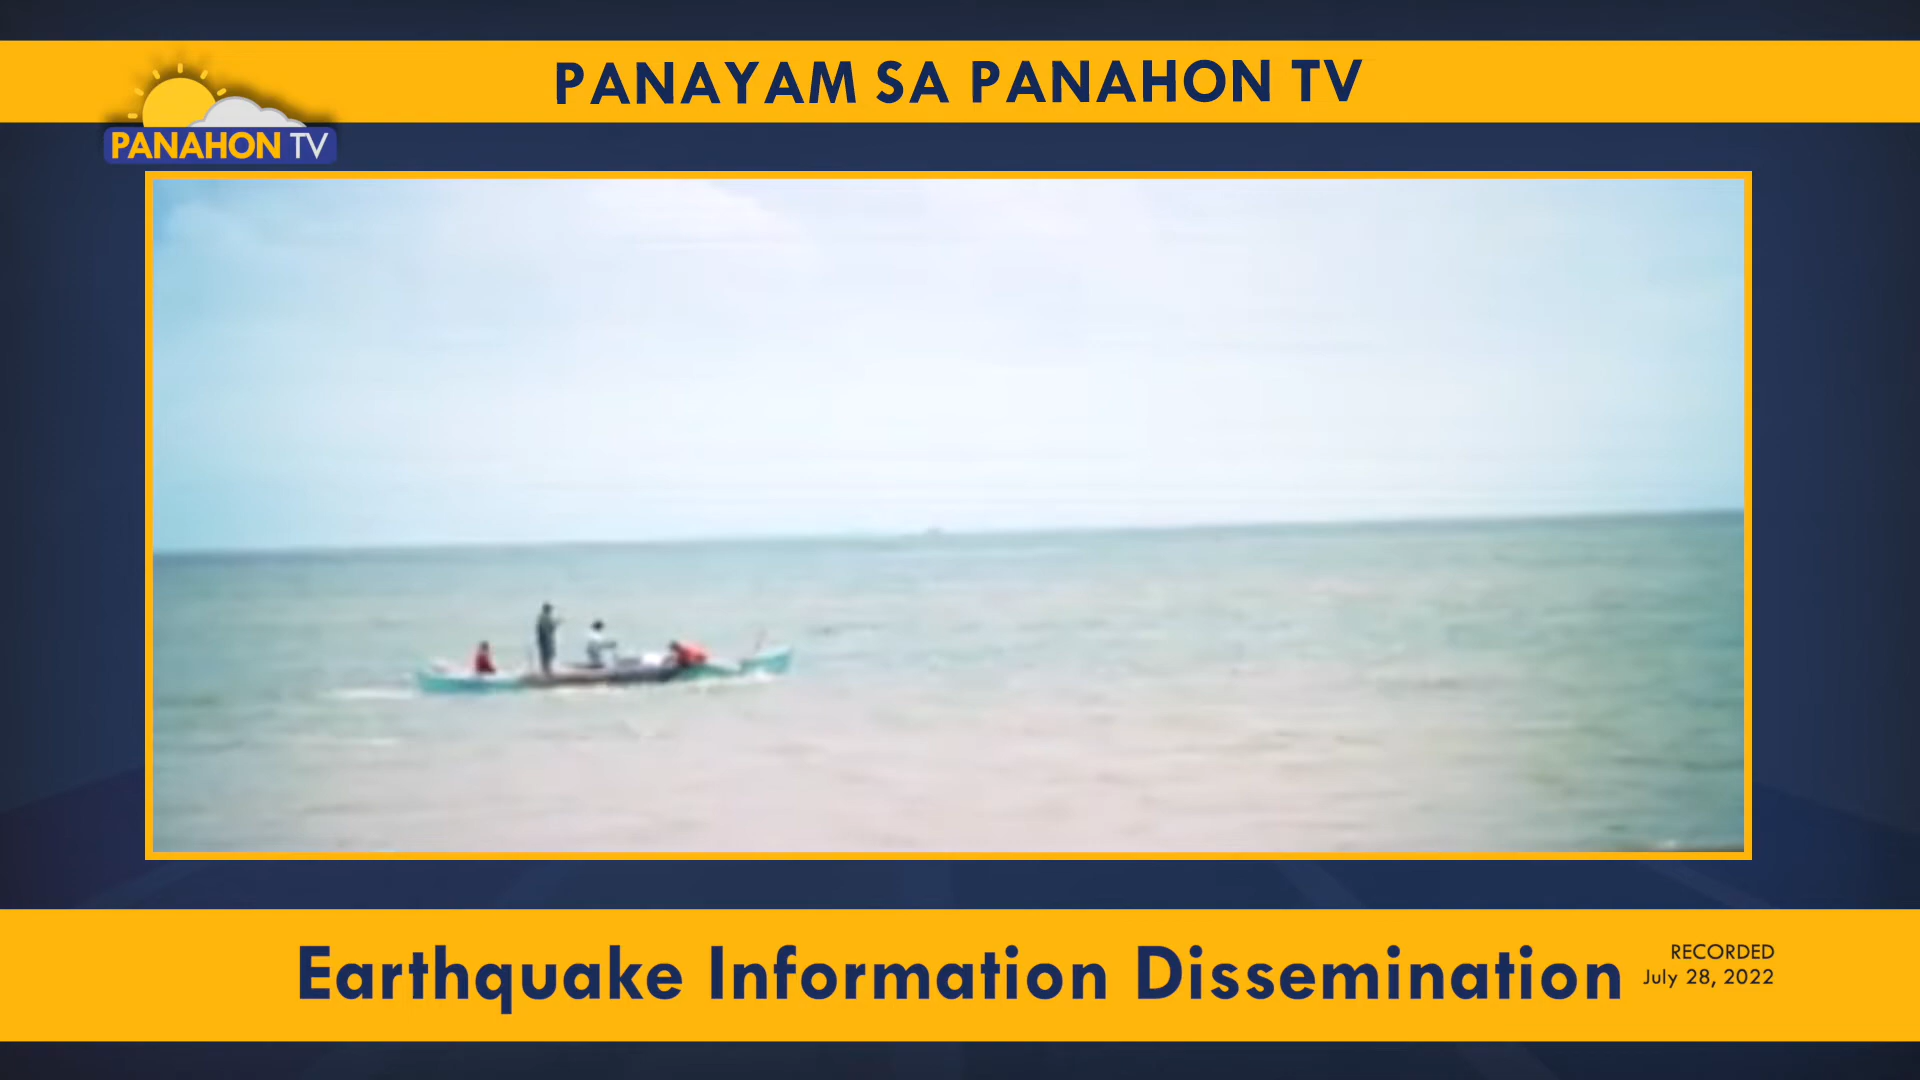 PANAYAM SA PANAHON TV
PANAHON TV
Earthquake Information Dissemination
RECORDED
July 28, 2022